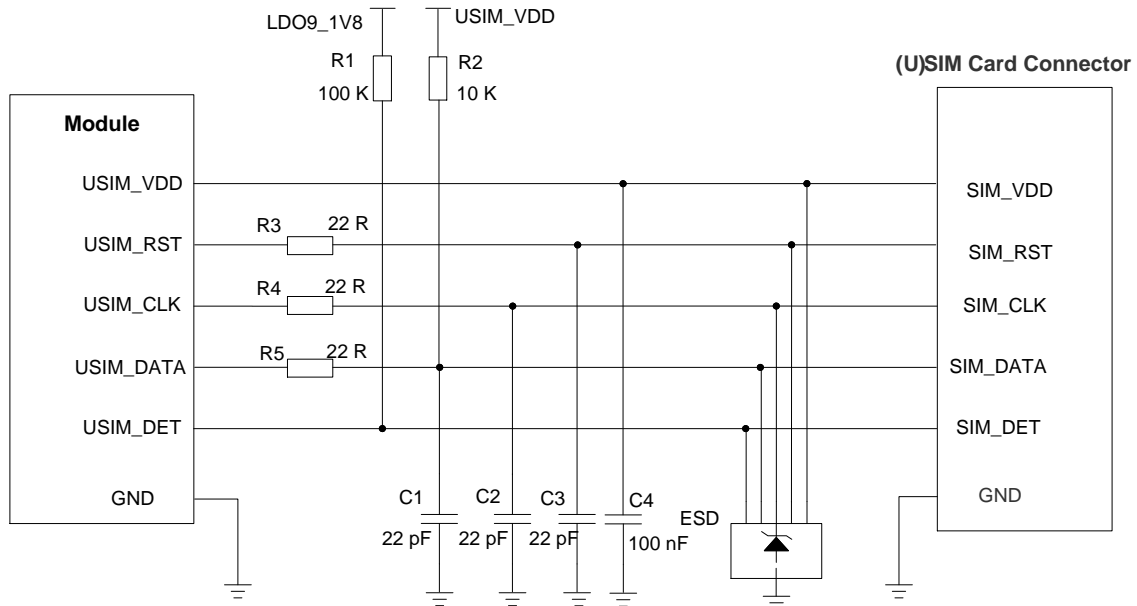 LDO9_1V8
USIM_VDD
R1
100 K
R2
10 K
(U)SIM Card Connector
Module
USIM_VDD
SIM_VDD
R3
22 R
USIM_RST
SIM_RST
R4
22 R
USIM_CLK
SIM_CLK
R5
22 R
USIM_DATA
SIM_DATA
USIM_DET
SIM_DET
GND
GND
C1
22 pF
C2
22 pF
C3
22 pF
C4
100 nF
ESD